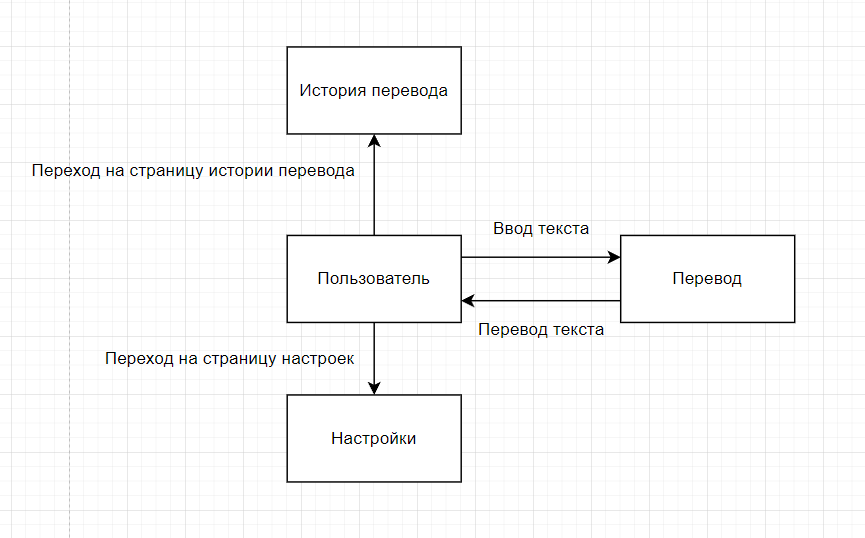 История перевода
Переход на страницу истории перевода
Ввод текста
Пользователь
Перевод
Перевод текста
Переход на страницу настроек
Настройки